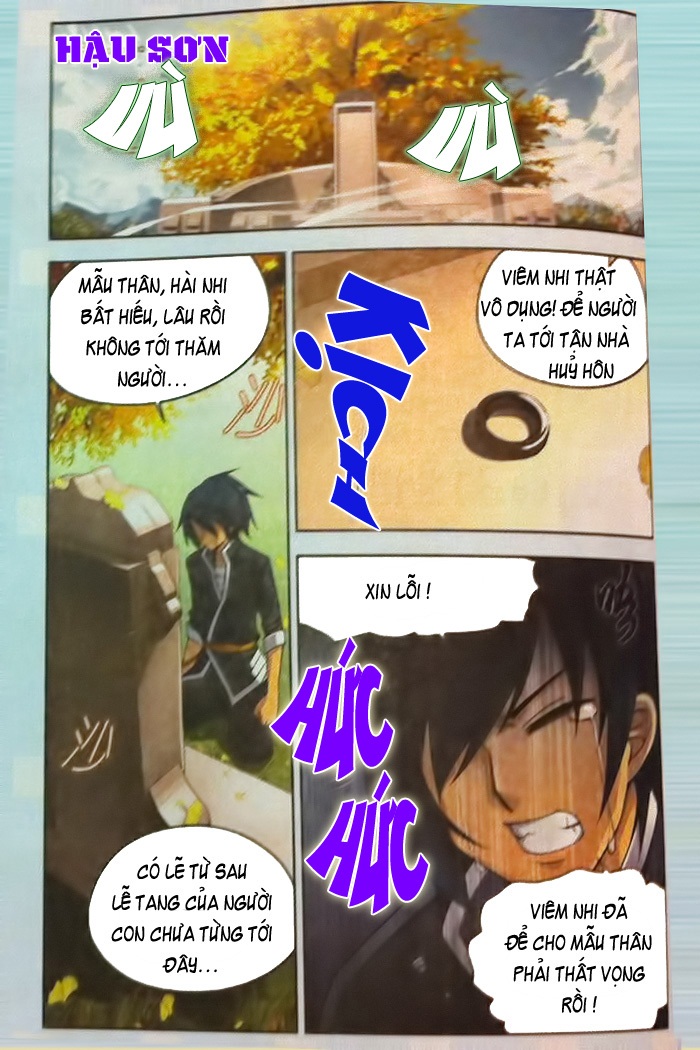 HẬU SƠN
VÙ
VÙ
MẪU THÂN, HÀI NHI
BẤT HIẾU, LÂU RỒI
KHÔNG TỚI THĂM
NGƯỜI...
VIÊM NHI THẬT
VÔ DỤNG! ĐỂ NGƯỜI
TA TỚI TẬN NHÀ
HUỶ HÔN
KỊCH
XIN LỖI !
HỨC
HỨC
CÓ LẼ TỪ SAU
LỄ TANG CỦA NGƯỜI
CON CHƯA TỪNG TỚI
ĐÂY...
VIÊM NHI ĐÃ
ĐỂ CHO MẪU THÂN
PHẢI THẤT VỌNG
RỒI !